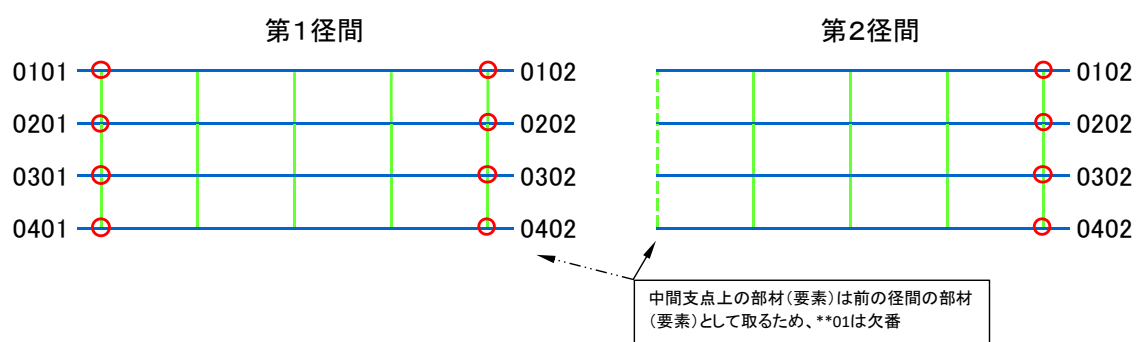 第１径間 第２径間
0101 0102 0102
0201 0202 0202
0301 0302 0302
0401 0402 0402
中間支点上の部材(要素)は前の径間の部材
(要素)として取るため、**01は欠番